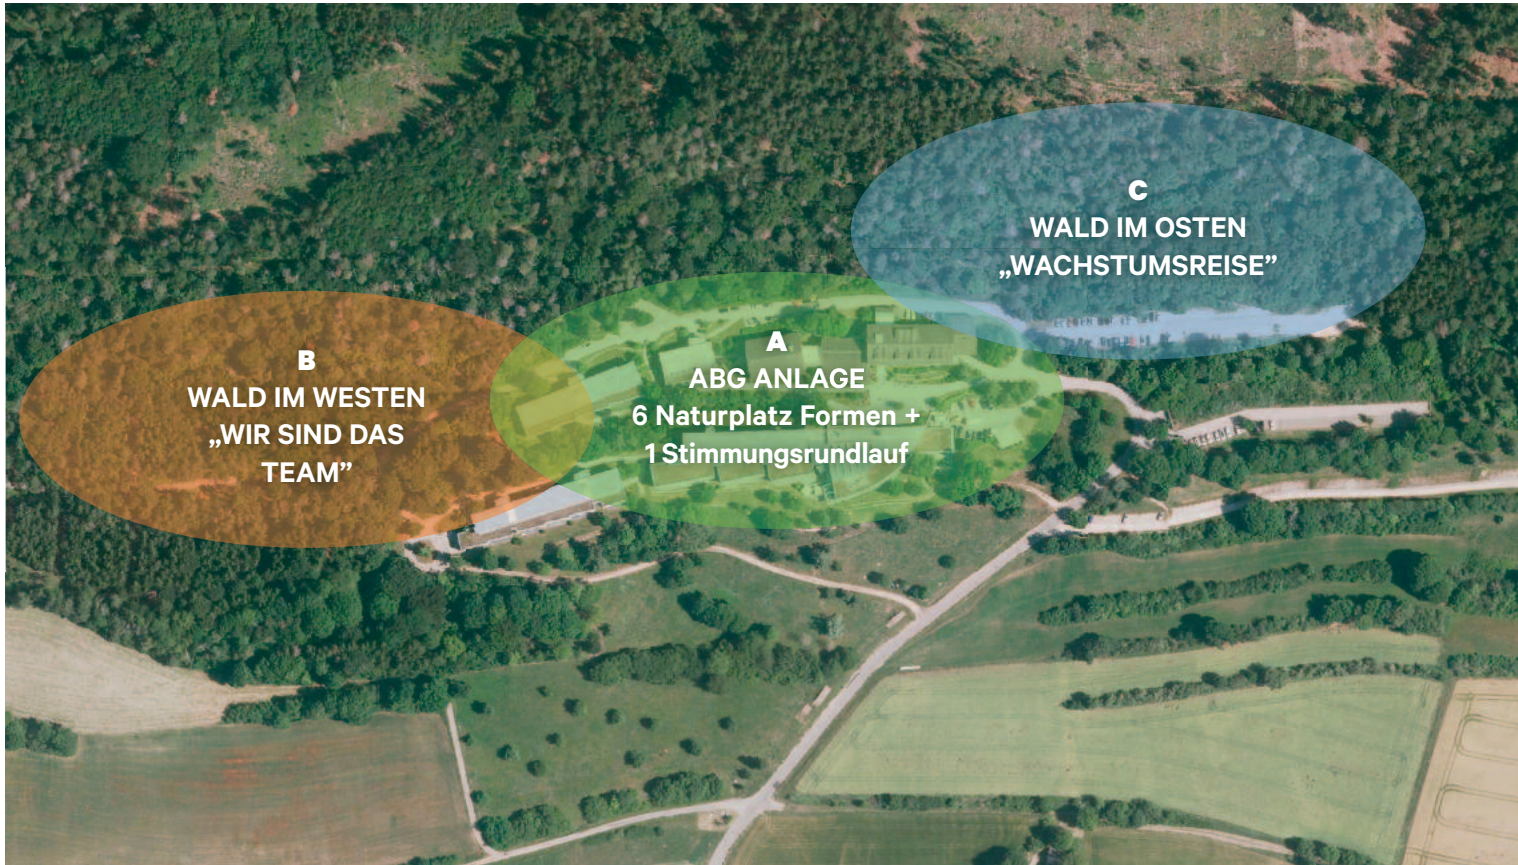 C
WALD IM OSTEN
„WACHSTUMSREISE”
A
ABG ANLAGE
6 Naturplatz Formen +
1 Stimmungsrundlauf
B
WALD IM WESTEN
„WIR SIND DAS
TEAM”